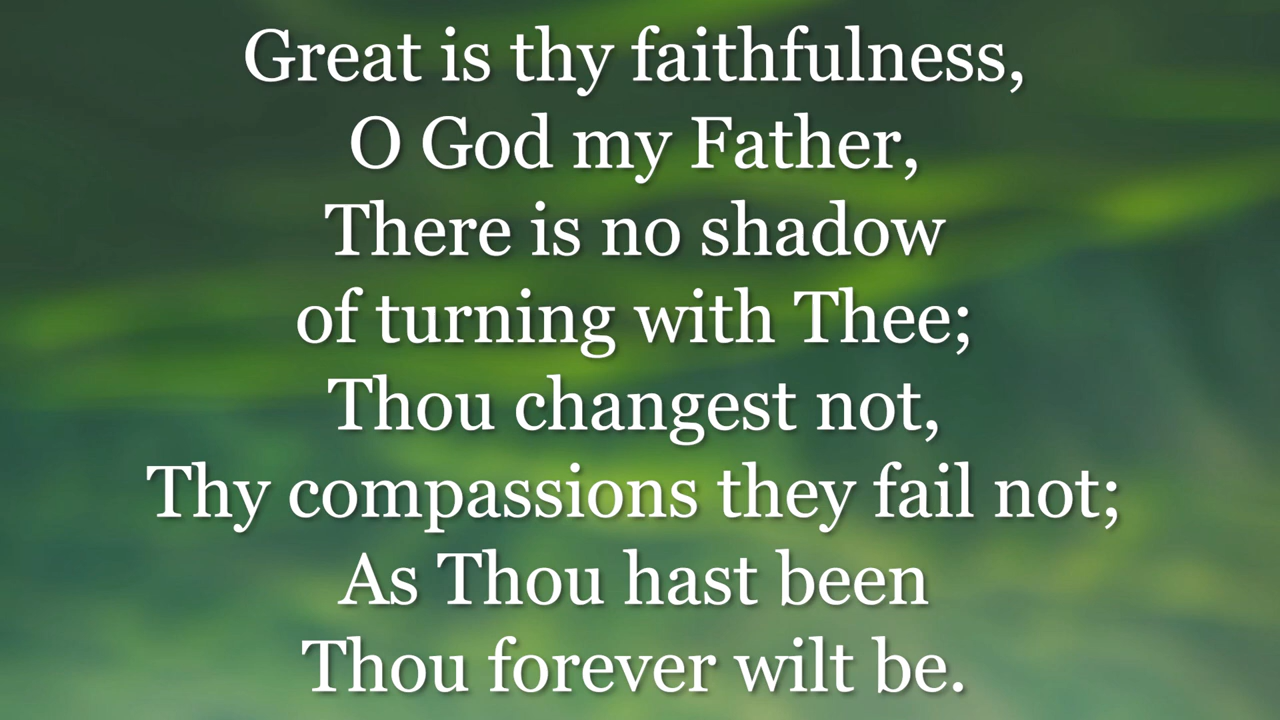 Great is thy faithfulness,
O God my Father,
There is no shadow
of turning with Thee;
Thou changest not,
Thy compassions they fail not;
As Thou hast been
Thou forever wilt be.